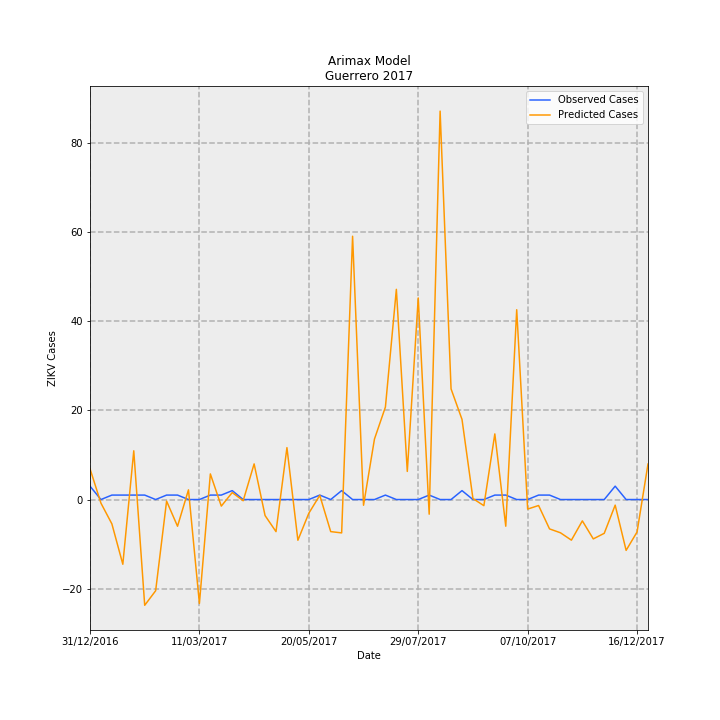 Arimax Model
Guerrero 2017
Observed Cases
Predicted Cases
80
60
40
20
0
−20
ZIKV Cases
31/12/2016 11/03/2017 20/05/2017 29/07/2017 07/10/2017 16/12/2017
Date